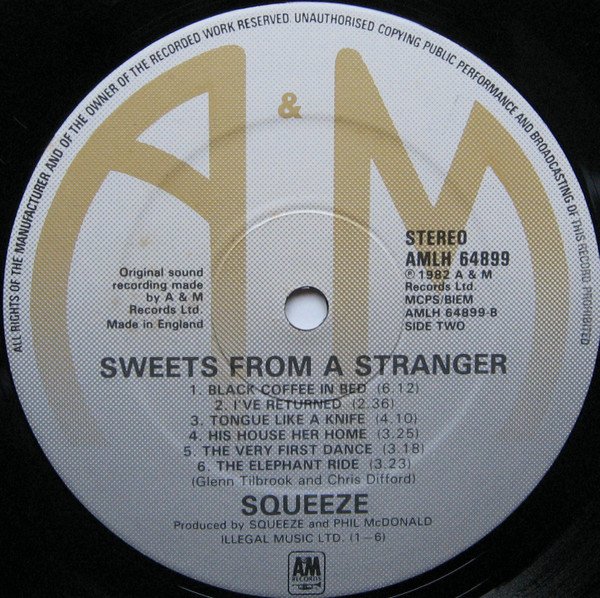 ALL RIGHTS OF THE MANUFACTURER AND OF THE OWNER OF THE RECORDED WORK RESERVED. UNAUTHORISED COPYING PUBLIC PERFORMANCE AND BROADCASTING OF THIS RECORD PROHIBITED
A & M
STEREO
AMLH 64899
℗ 1982 A & M
Records Ltd.
MCPS/BIEM
AMLH 64899-B
SIDE TWO
Original sound
recording made
by A & M
Records Ltd.
Made in England
SWEETS FROM A STRANGER
1. BLACK COFFEE IN BED (6.12)
2. I'VE RETURNED (2.36)
3. TONGUE LIKE A KNIFE (4.10)
4. HIS HOUSE HER HOME (3.25)
5. THE VERY FIRST DANCE (3.18)
6. THE ELEPHANT RIDE (3.23)
(Glenn Tilbrook and Chris Difford)
SQUEEZE
Produced by SQUEEZE and PHIL McDONALD
ILLEGAL MUSIC LTD. (1–6)
AM
RECORDS